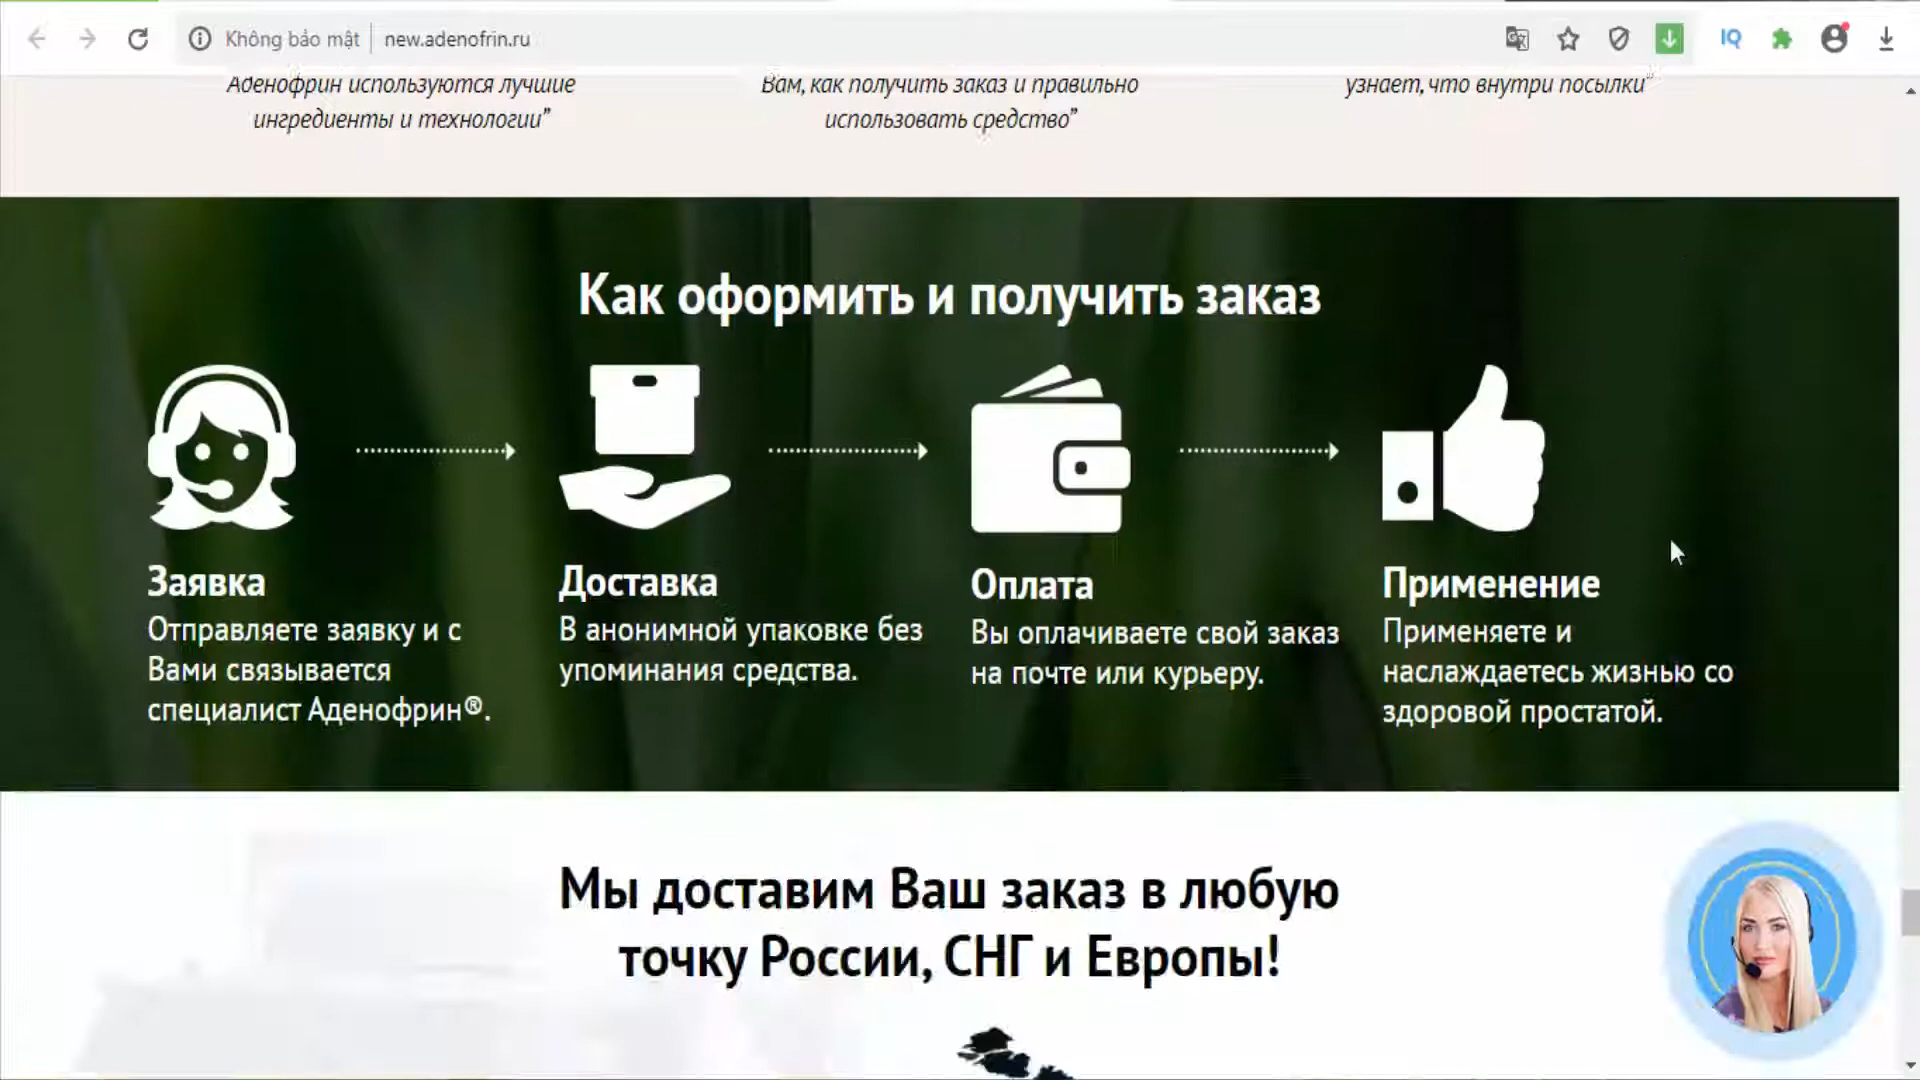 Không bảo mật
new.adenofrin.ru
IQ
Аденофрин используются лучшие
ингредиенты и технологии”
Вам, как получить заказ и правильно
использовать средство”
узнает, что внутри посылки”
Как оформить и получить заказ
Заявка
Отправляете заявку и с
Вами связывается
специалист Аденофрин®.
Доставка
В анонимной упаковке без
упоминания средства.
Оплата
Вы оплачиваете свой заказ
на почте или курьеру.
Применение
Применяете и
наслаждаетесь жизнью со
здоровой простатой.
Мы доставим Ваш заказ в любую
точку России, СНГ и Европы!